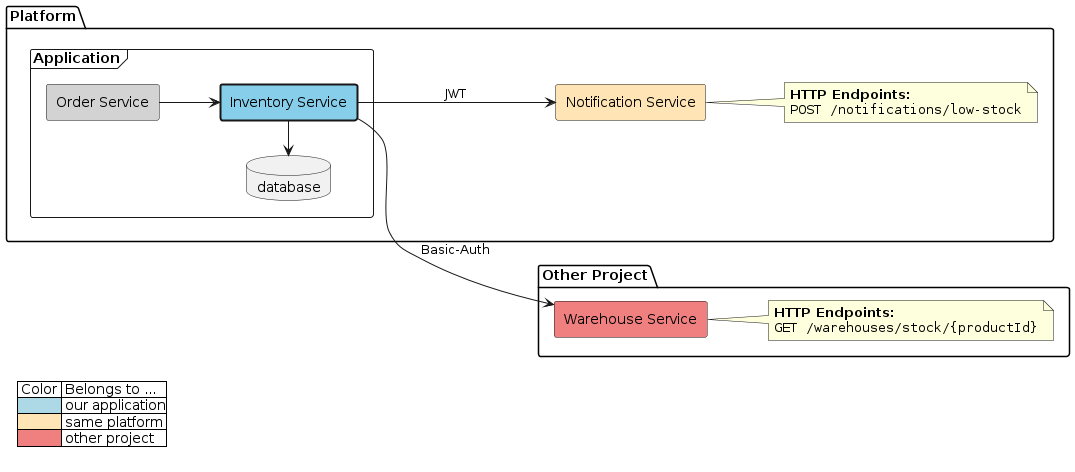 Platform
Application
Order Service
Inventory Service
JWT
Notification Service
HTTP Endpoints:
POST /notifications/low-stock
database
Basic-Auth
Other Project
Warehouse Service
HTTP Endpoints:
GET /warehouses/stock/{productId}
Color Belongs to ...
our application
same platform
other project